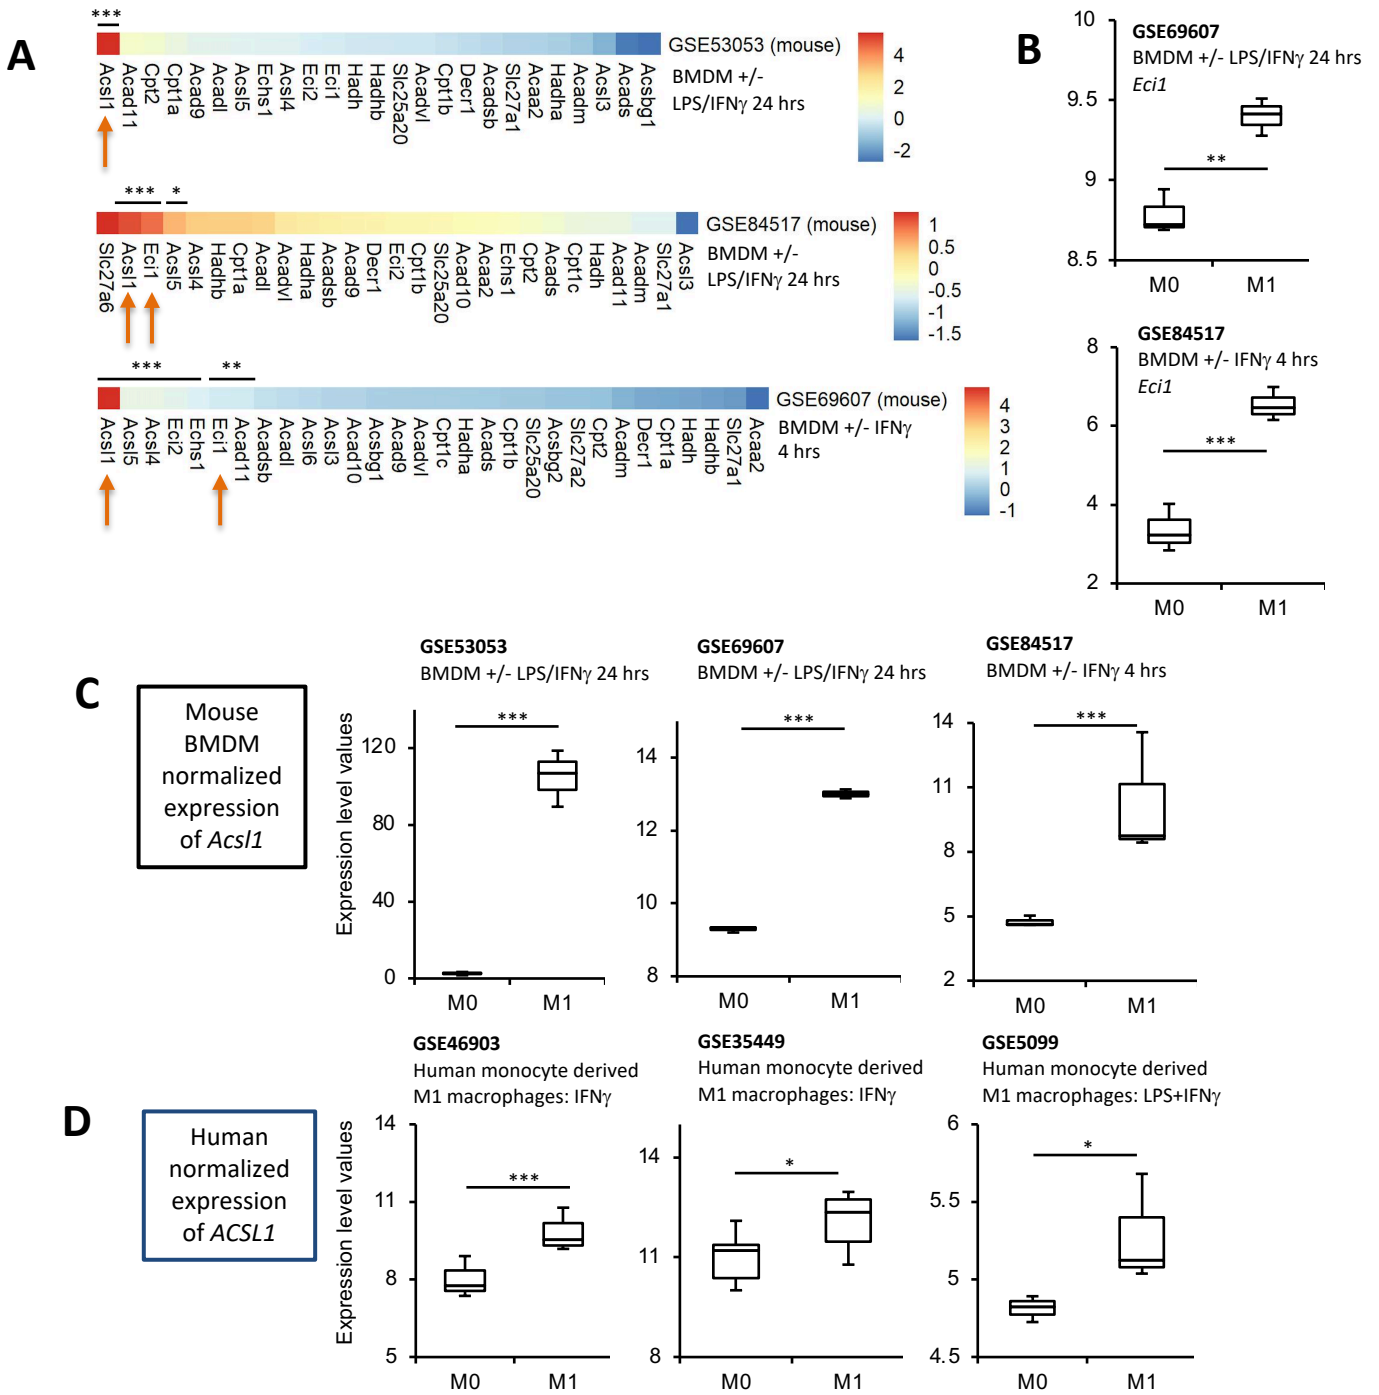 A
***
GSE53053 (mouse)
BMDM +/-
LPS/IFNγ 24 hrs
Acsl1 Acad11 Cpt2 Cpt1a Acad9 Acadl Acsl5 Echs1 Acsl4 Eci2 Eci1 Hadh Hadhb Slc25a20 Acadvl Cpt1b Decr1 Acadsb Slc27a1 Acaa2 Hadha Acadm Acsl3 Acads Acsbg1
4
2
0
-2
*** *
GSE84517 (mouse)
BMDM +/-
LPS/IFNγ 24 hrs
Slc27a6 Acsl1 Eci1 Acsl5 Acsl4 Hadhb Cpt1a Acadl Acadvl Hadha Acadsb Acad9 Decr1 Eci2 Cpt1b Slc25a20 Acad10 Acaa2 Echs1 Cpt2 Acads Cpt1c Hadh Acad11 Acadm Slc27a1 Acsl3
1
0.5
0
-0.5
-1
-1.5
*** **
GSE69607 (mouse)
BMDM +/- IFNγ
4 hrs
Acsl1 Acsl5 Acsl4 Eci2 Echs1 Eci1 Acad11 Acadsb Acadl Acsl6 Acsl3 Acad10 Acsbg1 Acad9 Acadvl Cpt1c Hadha Acads Cpt1b Slc25a20 Acsbg2 Slc27a2 Cpt2 Acadm Decr1 Cpt1a Hadh Hadhb Slc27a1 Acaa2
4
3
2
1
0
-1
B
GSE69607
BMDM +/- LPS/IFNγ 24 hrs
Eci1
10
9.5
9
8.5
**
M0 M1
GSE84517
BMDM +/- IFNγ 4 hrs
Eci1
8
6
4
2
***
M0 M1
C
Mouse
BMDM
normalized
expression
of Acsl1
GSE53053
BMDM +/- LPS/IFNγ 24 hrs
Expression level values
120
80
40
0
***
M0 M1
GSE69607
BMDM +/- LPS/IFNγ 24 hrs
14
12
10
8
***
M0 M1
GSE84517
BMDM +/- IFNγ 4 hrs
14
11
8
5
2
***
M0 M1
D
Human
normalized
expression
of ACSL1
GSE46903
Human monocyte derived
M1 macrophages: IFNγ
Expression level values
14
11
8
5
***
M0 M1
GSE35449
Human monocyte derived
M1 macrophages: IFNγ
14
11
8
*
M0 M1
GSE5099
Human monocyte derived
M1 macrophages: LPS+IFNγ
6
5.5
5
4.5
*
M0 M1